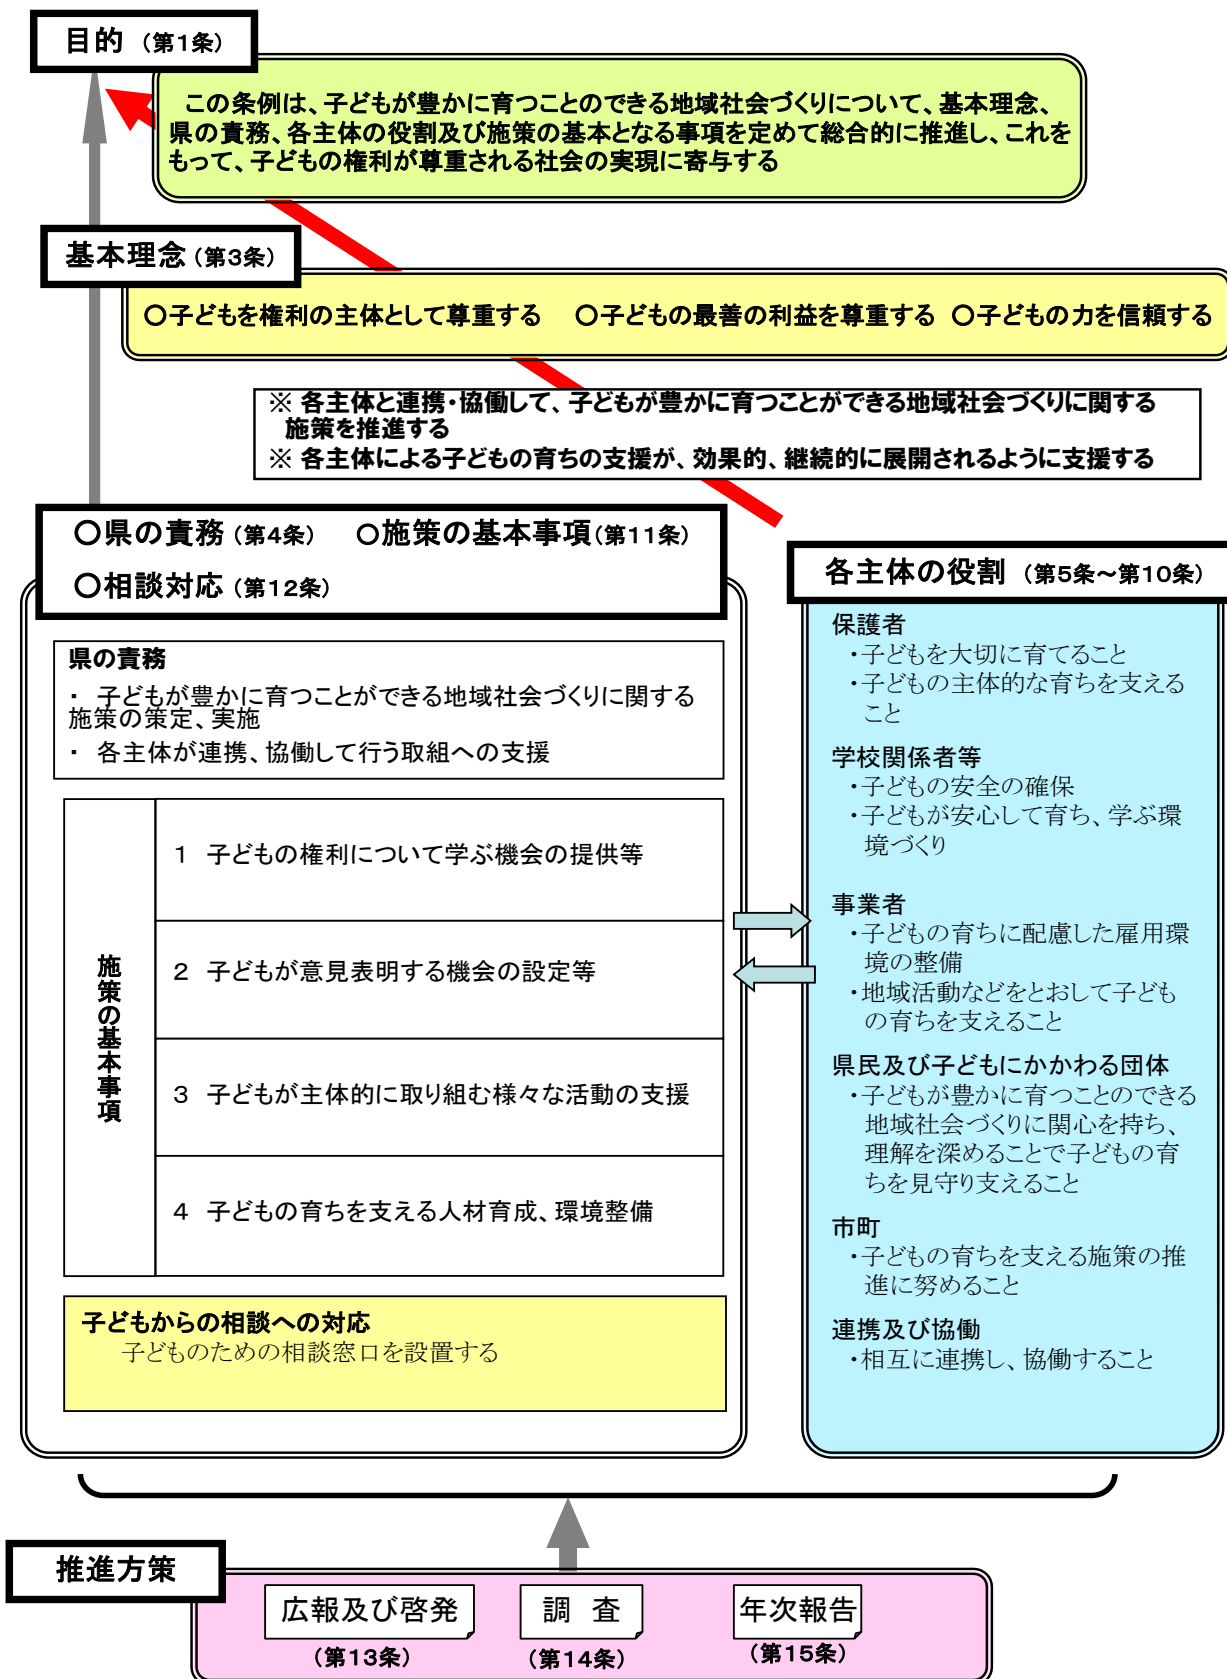 目的 （第1条）
この条例は、子どもが豊かに育つことのできる地域社会づくりについて、基本理念、
県の責務、各主体の役割及び施策の基本となる事項を定めて総合的に推進し、これを
もって、子どもの権利が尊重される社会の実現に寄与する
基本理念（第3条）
○子どもを権利の主体として尊重する　○子どもの最善の利益を尊重する　○子どもの力を信頼する
※ 各主体と連携・協働して、子どもが豊かに育つことができる地域社会づくりに関する
施策を推進する
※ 各主体による子どもの育ちの支援が、効果的、継続的に展開されるように支援する
○県の責務（第4条）　○施策の基本事項（第11条）
○相談対応（第12条）
県の責務
・ 子どもが豊かに育つことができる地域社会づくりに関する
施策の策定、実施
・ 各主体が連携、協働して行う取組への支援
施策の基本事項
1 子どもの権利について学ぶ機会の提供等
2 子どもが意見表明する機会の設定等
3 子どもが主体的に取り組む様々な活動の支援
4 子どもの育ちを支える人材育成、環境整備
子どもからの相談への対応
子どものための相談窓口を設置する
各主体の役割 （第5条～第10条）
保護者
・子どもを大切に育てること
・子どもの主体的な育ちを支える
こと
学校関係者等
・子どもの安全の確保
・子どもが安心して育ち、学ぶ環
境づくり
事業者
・子どもの育ちに配慮した雇用環
境の整備
・地域活動などをとおして子ども
の育ちを支えること
県民及び子どもにかかわる団体
・子どもが豊かに育つことのできる
地域社会づくりに関心を持ち、
理解を深めることで子どもの育
ちを見守り支えること
市町
・子どもの育ちを支える施策の推
進に努めること
連携及び協働
・相互に連携し、協働すること
推進方策
広報及び啓発
（第13条）
調 査
（第14条）
年次報告
（第15条）